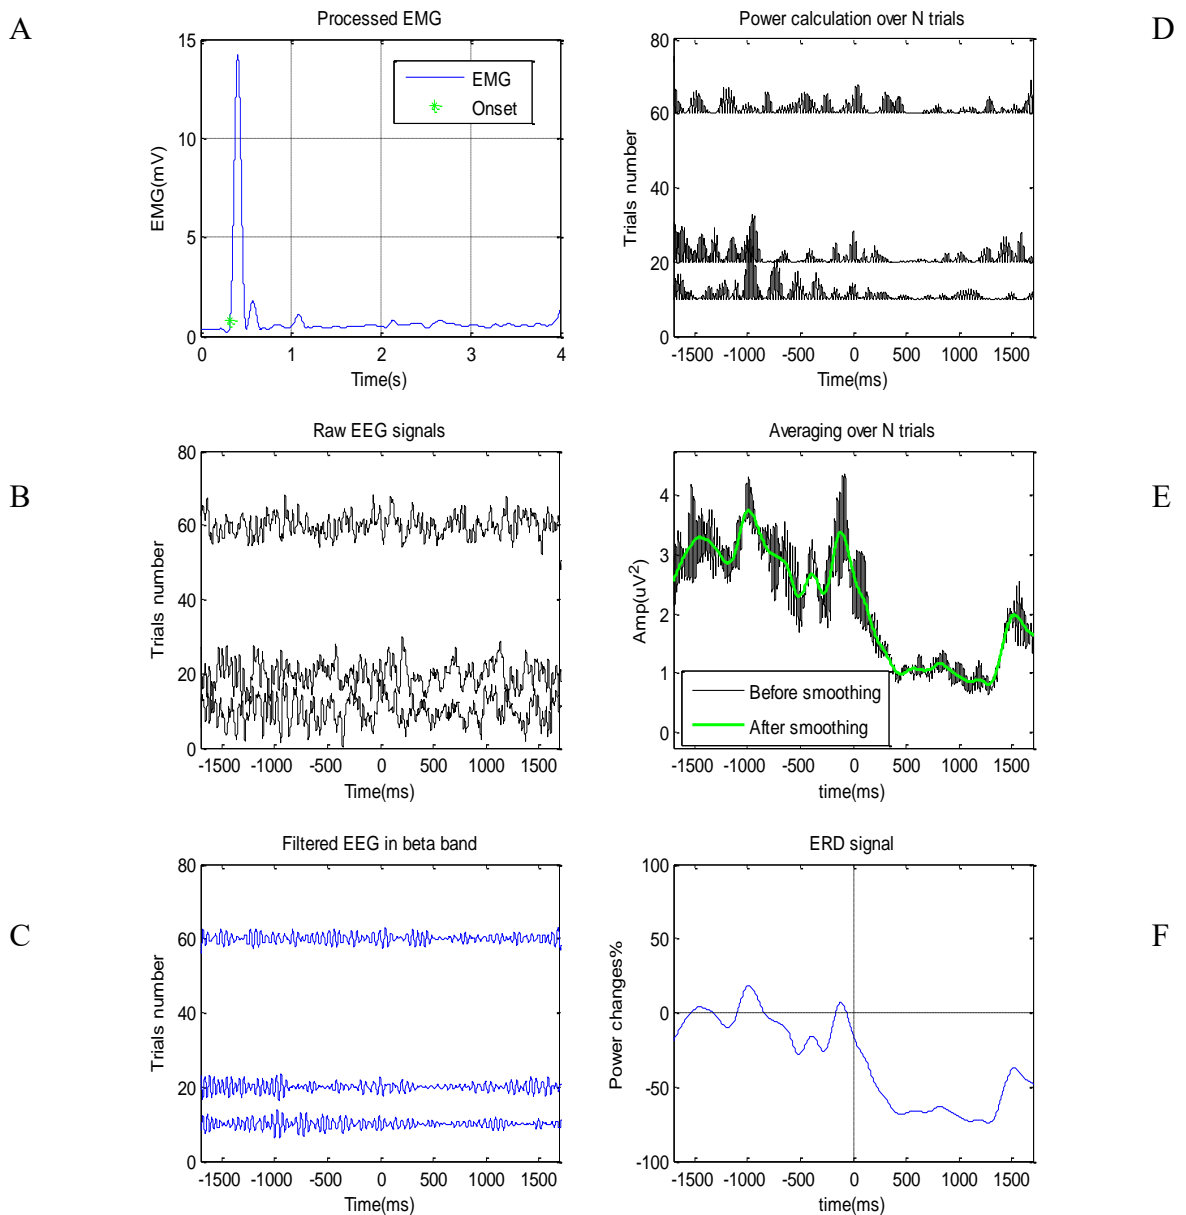 A
Processed EMG
15
10
5
0
EMG(mV)
EMG
Onset
0 1 2 3 4
Time(s)
D
Power calculation over N trials
80
60
40
20
0
Trials number
-1500 -1000 -500 0 500 1000 1500
Time(ms)
B
Raw EEG signals
80
60
40
20
0
Trials number
-1500 -1000 -500 0 500 1000 1500
Time(ms)
E
Averaging over N trials
4
3
2
1
0
Amp(uV²)
Before smoothing
After smoothing
-1500 -1000 -500 0 500 1000 1500
time(ms)
C
Filtered EEG in beta band
80
60
40
20
0
Trials number
-1500 -1000 -500 0 500 1000 1500
Time(ms)
F
ERD signal
100
50
0
-50
-100
Power changes%
-1500 -1000 -500 0 500 1000 1500
time(ms)